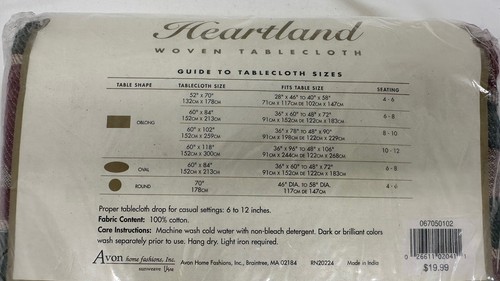 Heartland
WOVEN TABLECLOTH
GUIDE TO TABLECLOTH SIZES
TABLE SHAPE TABLECLOTH SIZE FITS TABLE SIZE SEATING
52" x 70" 28" x 46" TO 40" x 58" 4 - 6
132cm x 178cm 71cm x 117cm DE 102cm x 147cm
60" x 84" 36" x 60" TO 48" x 72" 6 - 8
OBLONG 152cm x 213cm 91cm x 152cm DE 122cm x 183cm
60" x 102" 36" x 78" TO 48" x 90" 8 - 10
152cm x 259cm 91cm x 198cm DE 122cm x 229cm
60" x 118" 36" x 96" TO 48" x 106" 10 - 12
152cm x 300cm 91cm x 244cm DE 122cm x 268cm
OVAL 60" x 84" 36" x 60" TO 48" x 72" 6 - 8
152cm x 213cm 91cm x 152cm DE 122cm x 183cm
ROUND 70" 46" DIA. TO 58" DIA. 4 - 6
178cm 117cm DE 147cm
Proper tablecloth drop for casual settings: 6 to 12 inches.
Fabric Content: 100% cotton.
Care Instructions: Machine wash cold water with non-bleach detergent. Dark or brilliant colors
wash separately prior to use. Hang dry. Light iron required.
067050102
Avon home fashions, Inc. Avon Home Fashions, Inc., Braintree, MA 02184 RN20224 Made in India
$19.99